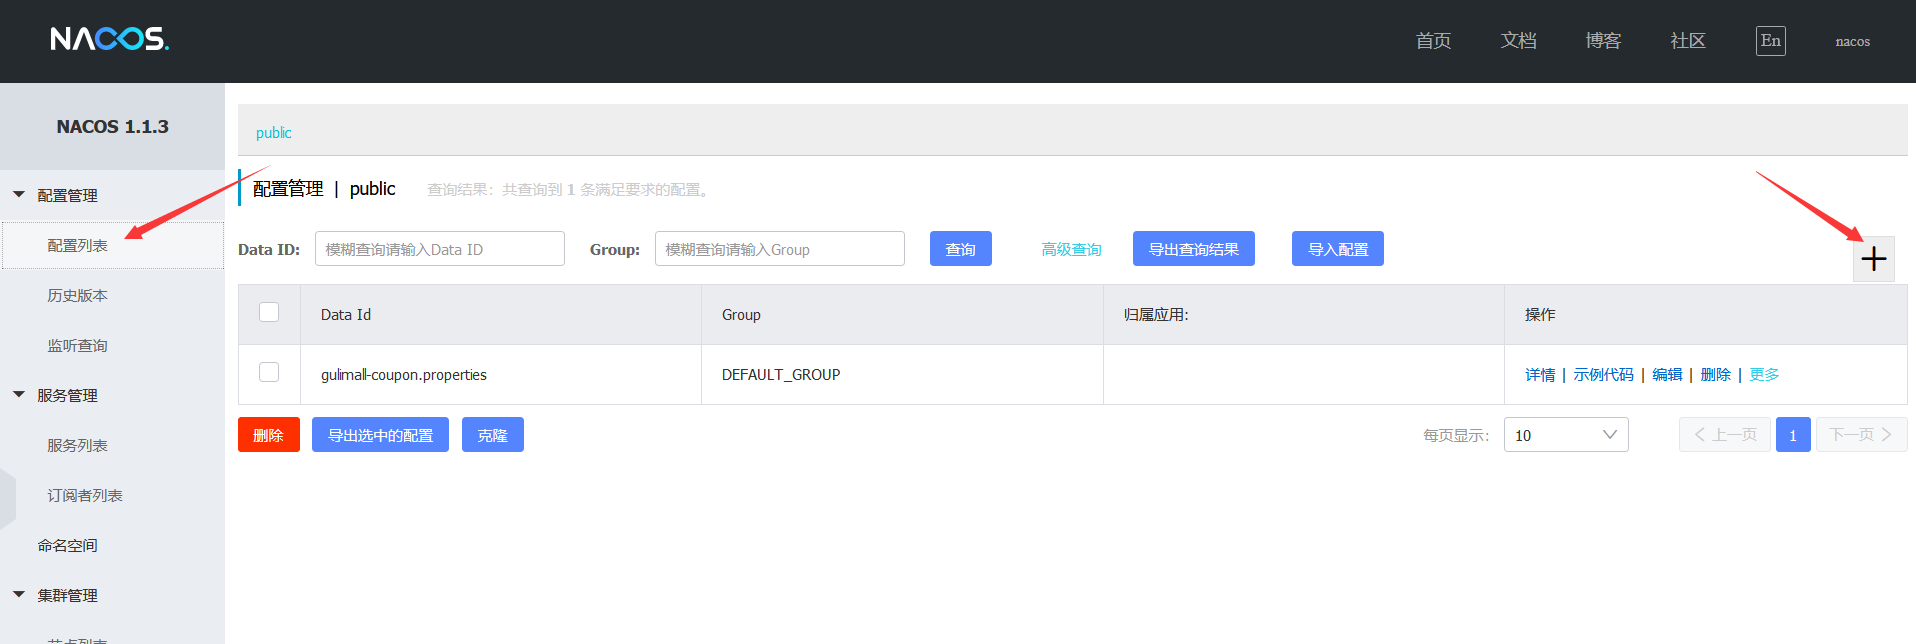 NACOS.
首页 文档 博客 社区 En nacos
NACOS 1.1.3
配置管理
配置列表
历史版本
监听查询
服务管理
服务列表
订阅者列表
命名空间
集群管理
节点列表
public
配置管理 | public 查询结果：共查询到 1 条满足要求的配置。
Data ID: 模糊查询请输入Data ID Group: 模糊查询请输入Group 查询 高级查询 导出查询结果 导入配置
Data Id Group 归属应用: 操作
gulimall-coupon.properties DEFAULT_GROUP 详情 | 示例代码 | 编辑 | 删除 | 更多
删除 导出选中的配置 克隆 每页显示: 10 上一页 1 下一页